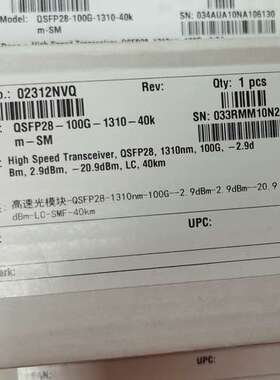 Model: QSFP28-100G-1310-40k
m-SM
SN: 034AUA10NA106130
o.: 02312NVQ
Rev:
Qty: 1 pcs
el: QSFP28-100G-1310-40k
m-SM
SN: 033RMM10N2
High Speed Transceiver, QSFP28, 1310nm, 100G, -2.9d
Bm, 2.9dBm, -20.9dBm, LC, 40km
高速光模块-QSFP28-1310nm-100G--2.9dBm-2.9dBm--20.9
dBm-LC-SMF-40km
UPC:
ark:
UPC: